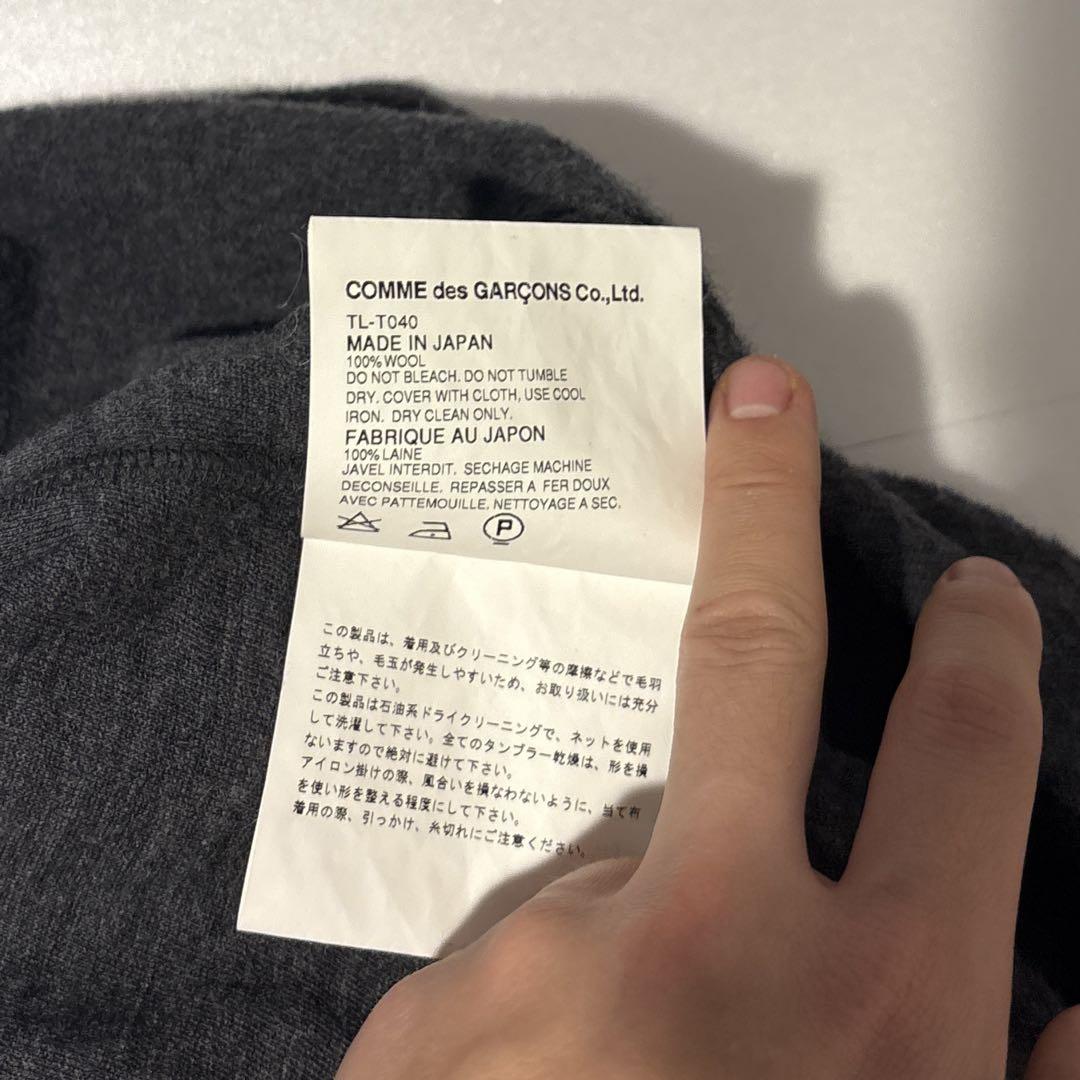 COMME des GARÇONS Co.,Ltd.
TL-T040
MADE IN JAPAN
100% WOOL
DO NOT BLEACH. DO NOT TUMBLE
DRY. COVER WITH CLOTH, USE COOL
IRON. DRY CLEAN ONLY.
FABRIQUE AU JAPON
100% LAINE
JAVEL INTERDIT. SECHAGE MACHINE
DECONSEILLE. REPASSER A FER DOUX
AVEC PATTEMOUILLE. NETTOYAGE A SEC.
P
この製品は、着用及びクリーニング等の摩擦などで毛羽
立ちや、毛玉が発生しやすいため、お取り扱いには充分
ご注意下さい。
この製品は石油系ドライクリーニングで、ネットを使用
して洗濯して下さい。全てのタンブラー乾燥は、形を損
ないますので絶対に避けて下さい。
アイロン掛けの際、風合いを損なわないように、当て布
を使い形を整える程度にして下さい。
着用の際、引っかけ、糸切れにご注意ください。